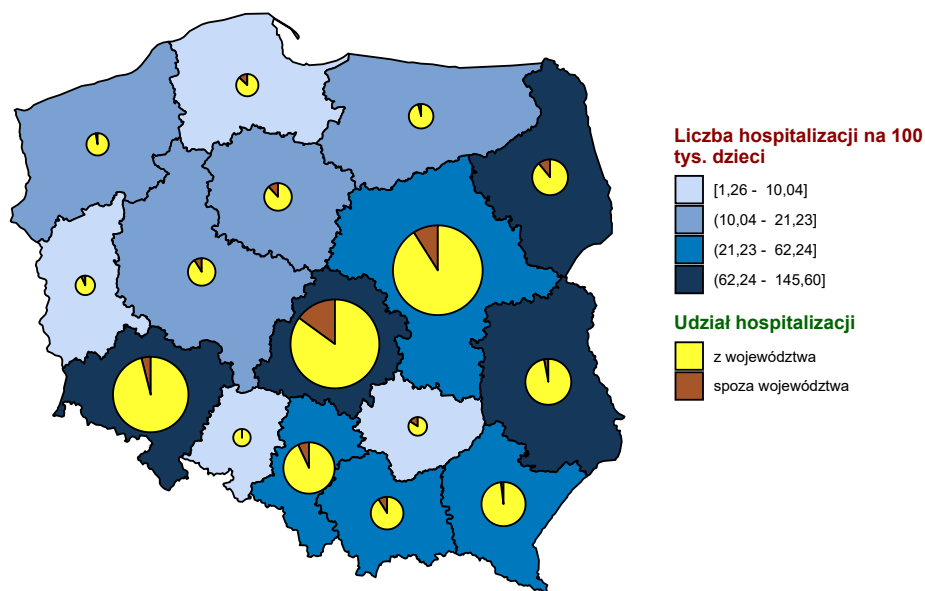 Liczba hospitalizacji na 100
tys. dzieci
[1,26 - 10,04]
(10,04 - 21,23]
(21,23 - 62,24]
(62,24 - 145,60]
Udział hospitalizacji
z województwa
spoza województwa